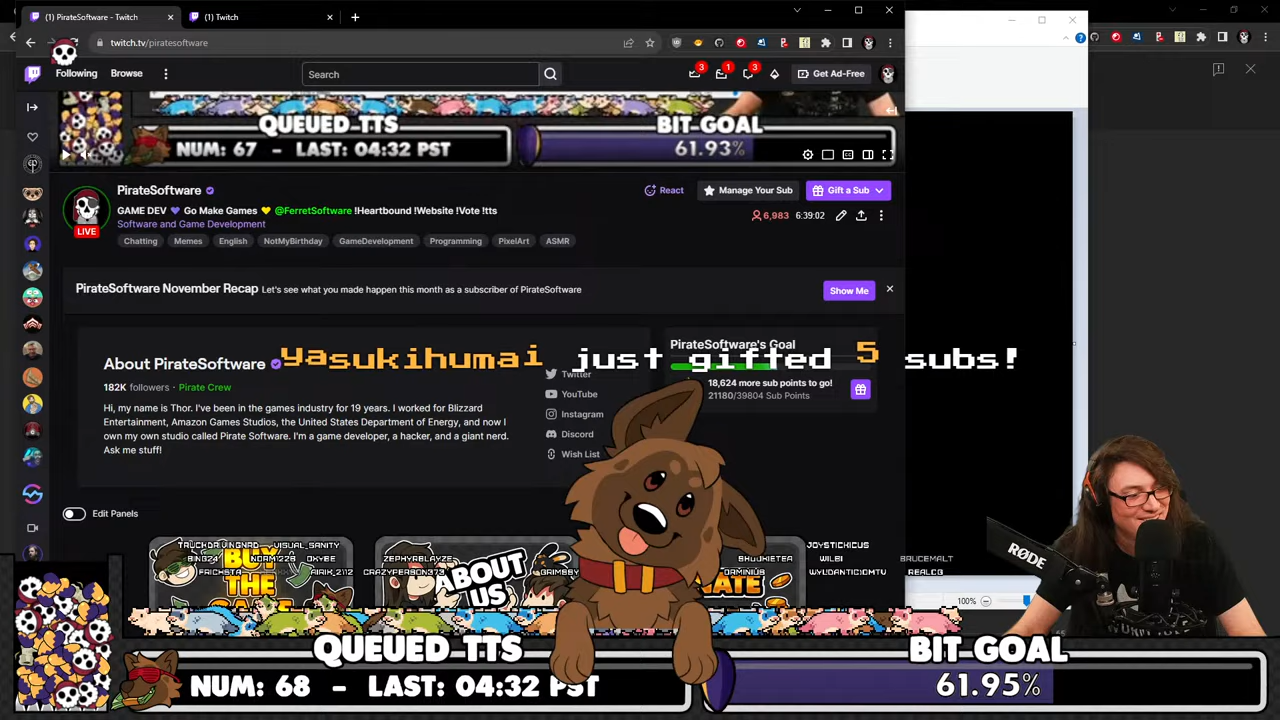 (1) PirateSoftware - Twitch
(1) Twitch
twitch.tv/piratesoftware
Following
Browse
Search
3
1
3
Get Ad-Free
QUEUED TTS
BIT GOAL
NUM: 67 - LAST: 04:32 PST
61.93%
PirateSoftware
React
Manage Your Sub
Gift a Sub
GAME DEV 💜 Go Make Games 💛 @FerretSoftware !Heartbound !Website !Vote !tts
LIVE
Software and Game Development
6,983
6:39:02
Chatting
Memes
English
NotMyBirthday
GameDevelopment
Programming
PixelArt
ASMR
PirateSoftware November Recap
Let's see what you made happen this month as a subscriber of PirateSoftware
Show Me
PirateSoftware's Goal
Yasukihumai just gifted 5 subs!
About PirateSoftware
Twitter
182K followers · Pirate Crew
18,624 more sub points to go!
21180/39804 Sub Points
YouTube
Hi, my name is Thor. I've been in the games industry for 19 years. I worked for Blizzard
Entertainment, Amazon Games Studios, the United States Department of Energy, and now I
own my own studio called Pirate Software. I'm a game developer, a hacker, and a giant nerd.
Ask me stuff!
Instagram
Discord
Wish List
Edit Panels
VISUAL_SANITY
JOYSTICKICUS
BUY
THE
ABOUT
US
ZEPHYRBLAYZE
WILBI
BRUCEMALT
REALCG
RØDE
100%
QUEUED TTS
BIT GOAL
NUM: 68 - LAST: 04:32 PST
61.95%